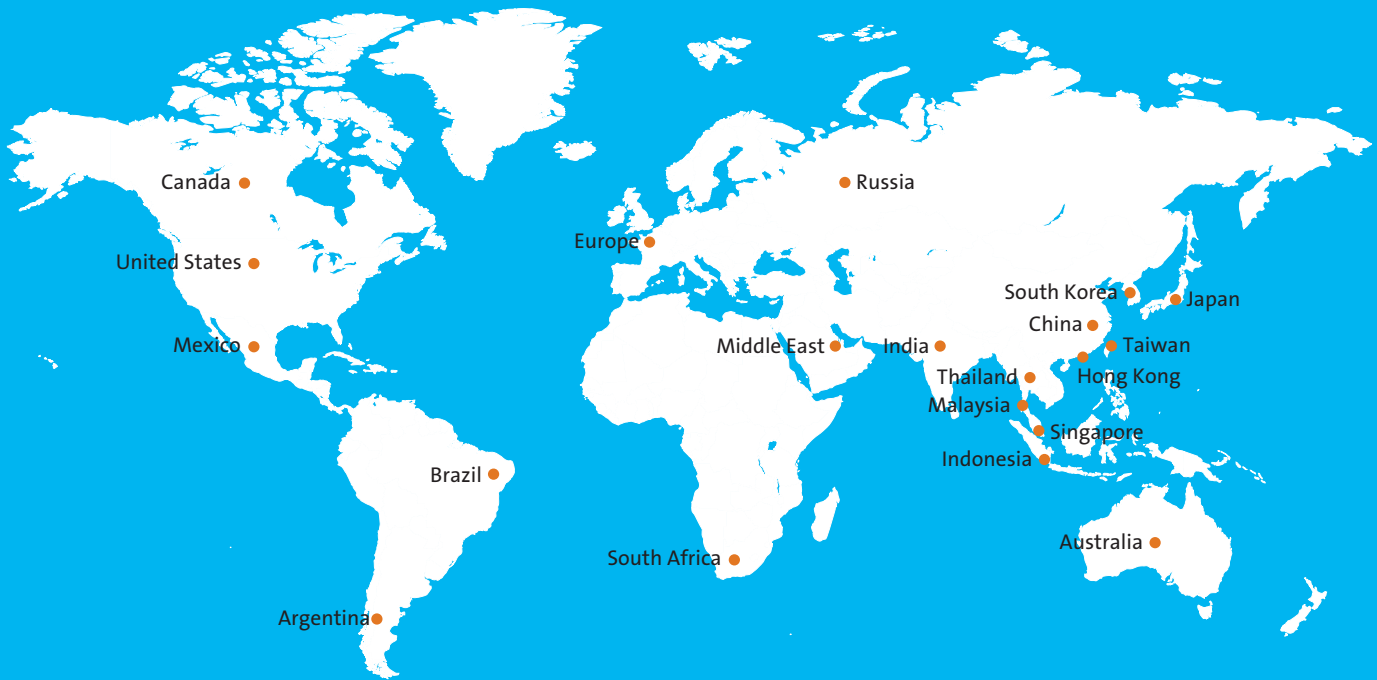 Canada
Russia
Europe
United States
South Korea
Japan
China
Mexico
Middle East
India
Taiwan
Thailand
Hong Kong
Malaysia
Singapore
Indonesia
Brazil
Australia
South Africa
Argentina